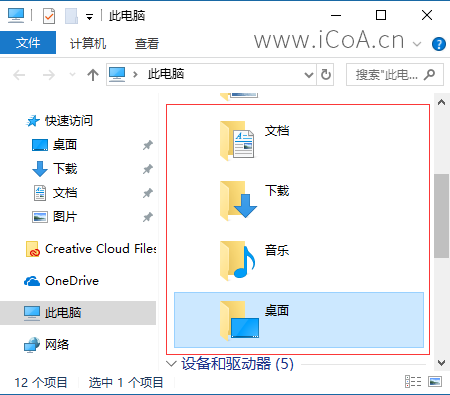 此电脑
文件
计算机
查看
www.iCoA.cn
此电脑
搜索"此电...
快速访问
桌面
下载
文档
图片
Creative Cloud Files
OneDrive
此电脑
网络
文档
下载
音乐
桌面
设备和驱动器 (5)
12 个项目
选中 1 个项目